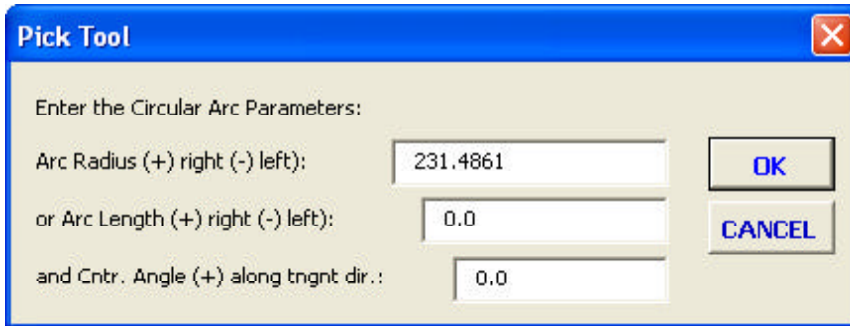 Pick Tool
Enter the Circular Arc Parameters:
Arc Radius (+) right (-) left): 231.4861
OK
or Arc Length (+) right (-) left): 0.0
CANCEL
and Cntr. Angle (+) along tngnt dir.: 0.0